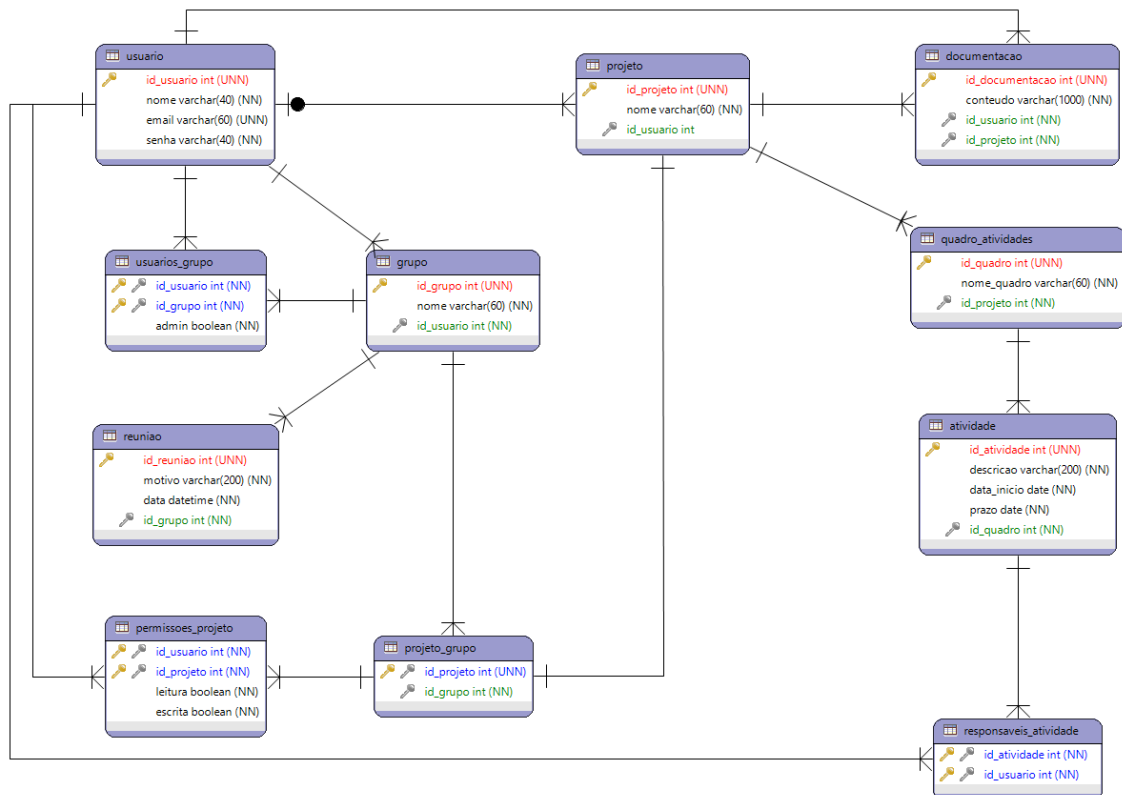 usuario
id_usuario int (UNN)
nome varchar(40) (NN)
email varchar(60) (UNN)
senha varchar(40) (NN)
projeto
id_projeto int (UNN)
nome varchar(60) (NN)
id_usuario int
documentacao
id_documentacao int (UNN)
conteudo varchar(1000) (NN)
id_usuario int (NN)
id_projeto int (NN)
usuarios_grupo
id_usuario int (NN)
id_grupo int (NN)
admin boolean (NN)
grupo
id_grupo int (UNN)
nome varchar(60) (NN)
id_usuario int (NN)
quadro_atividades
id_quadro int (UNN)
nome_quadro varchar(60) (NN)
id_projeto int (NN)
reuniao
id_reuniao int (UNN)
motivo varchar(200) (NN)
data datetime (NN)
id_grupo int (NN)
atividade
id_atividade int (UNN)
descricao varchar(200) (NN)
data_inicio date (NN)
prazo date (NN)
id_quadro int (NN)
permissoes_projeto
id_usuario int (NN)
id_projeto int (NN)
leitura boolean (NN)
escrita boolean (NN)
projeto_grupo
id_projeto int (UNN)
id_grupo int (NN)
responsaveis_atividade
id_atividade int (NN)
id_usuario int (NN)